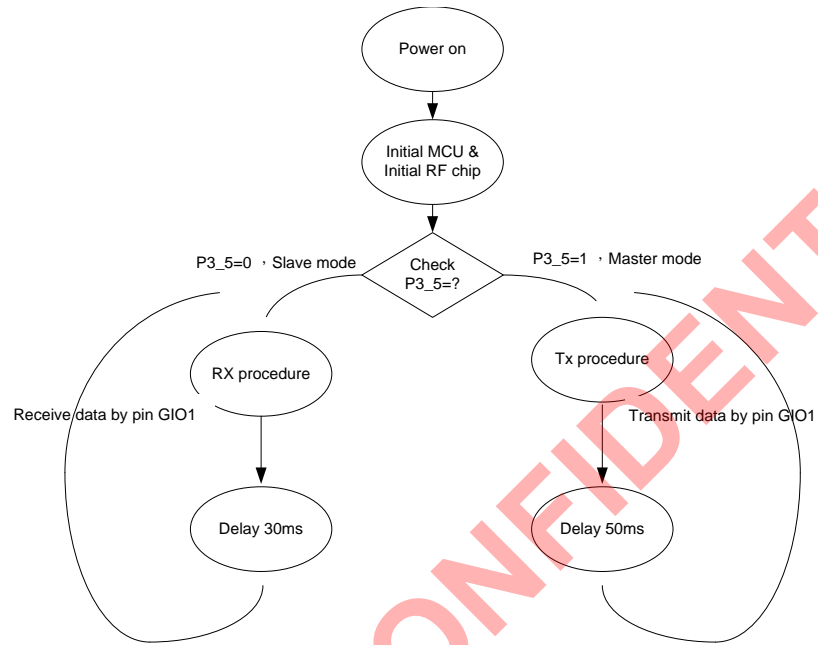 Power on
Initial MCU &
Initial RF chip
P3_5=0 ，Slave mode
Check
P3_5=?
P3_5=1 ，Master mode
RX procedure
Tx procedure
Receive data by pin GIO1
Transmit data by pin GIO1
Delay 30ms
Delay 50ms
ONFIDENT